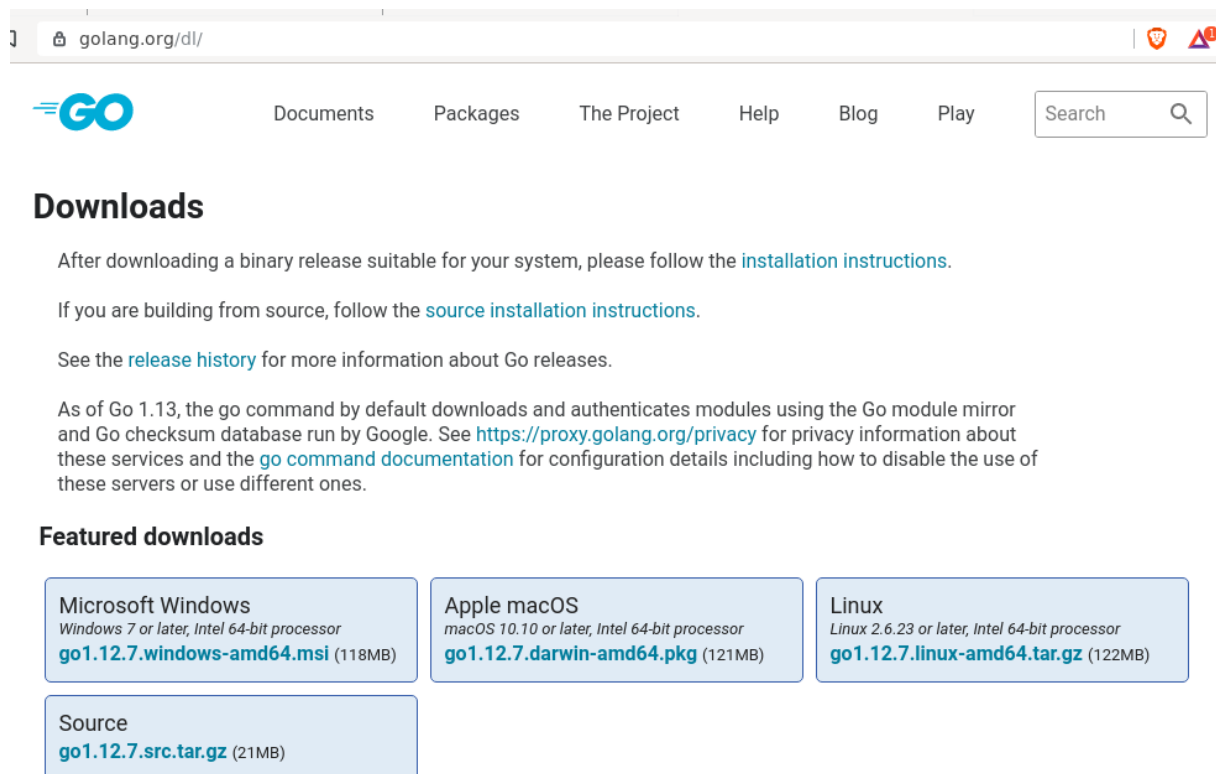 golang.org/dl/
1
GO
Documents Packages The Project Help Blog Play Search
Downloads
After downloading a binary release suitable for your system, please follow the installation instructions.
If you are building from source, follow the source installation instructions.
See the release history for more information about Go releases.
As of Go 1.13, the go command by default downloads and authenticates modules using the Go module mirror
and Go checksum database run by Google. See https://proxy.golang.org/privacy for privacy information about
these services and the go command documentation for configuration details including how to disable the use of
these servers or use different ones.
Featured downloads
Microsoft Windows
Windows 7 or later, Intel 64-bit processor
go1.12.7.windows-amd64.msi (118MB)
Apple macOS
macOS 10.10 or later, Intel 64-bit processor
go1.12.7.darwin-amd64.pkg (121MB)
Linux
Linux 2.6.23 or later, Intel 64-bit processor
go1.12.7.linux-amd64.tar.gz (122MB)
Source
go1.12.7.src.tar.gz (21MB)